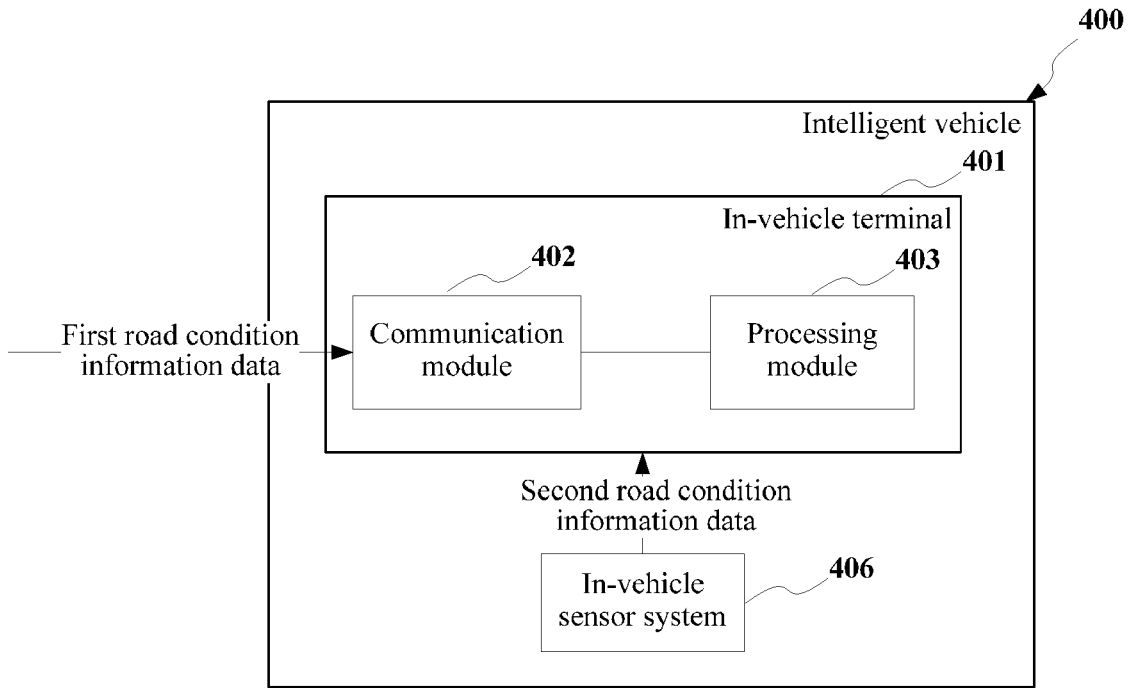 400
Intelligent vehicle
401
In-vehicle terminal
402
403
First road condition
information data
Communication
module
Processing
module
Second road condition
information data
In-vehicle
sensor system
406